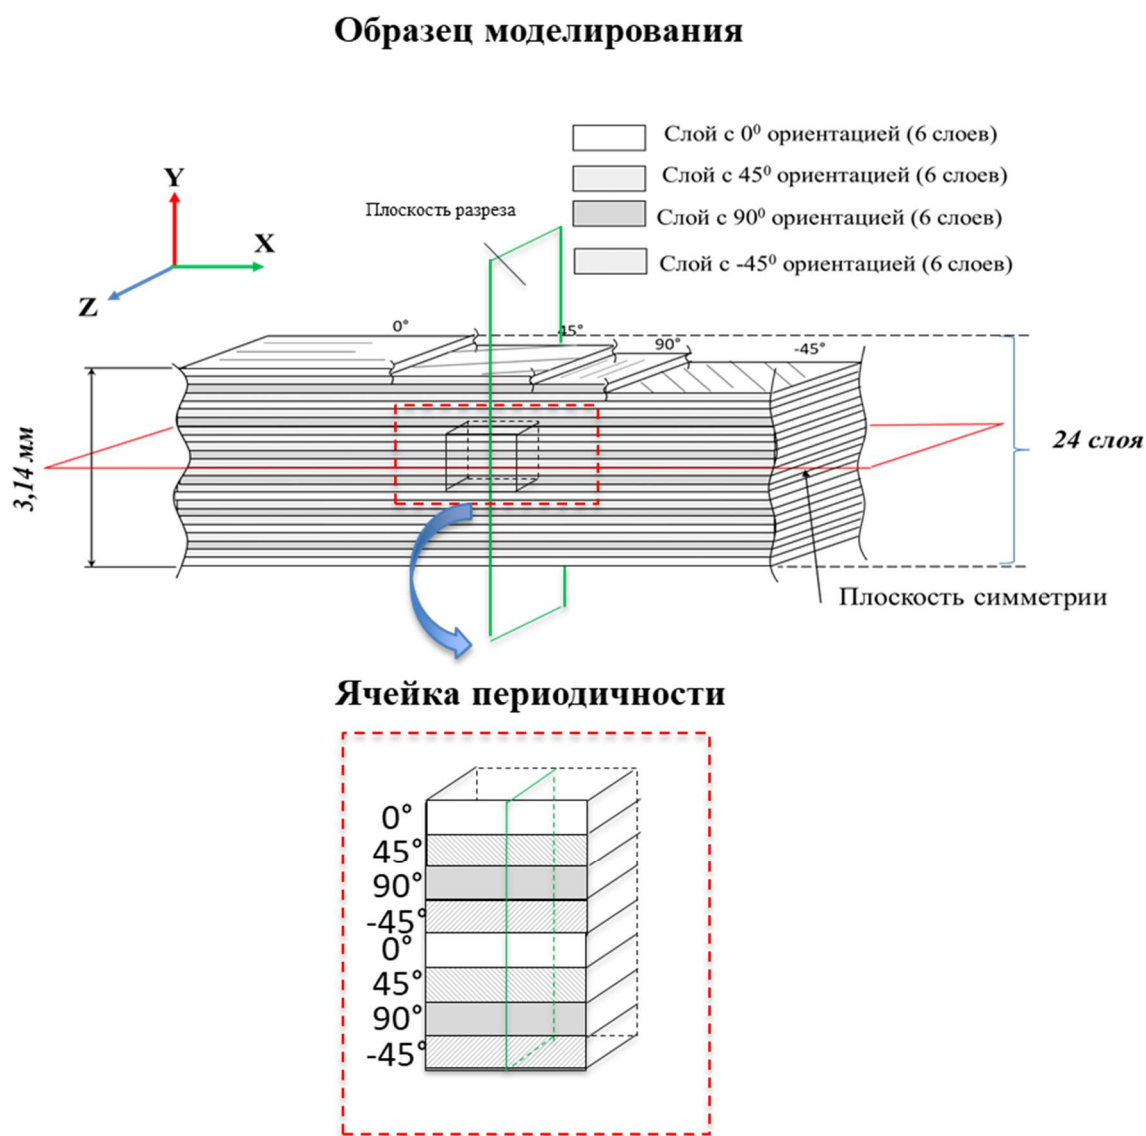 Образец моделирования
Слой с 0⁰ ориентацией (6 слоев)
Слой с 45⁰ ориентацией (6 слоев)
Слой с 90⁰ ориентацией (6 слоев)
Слой с -45⁰ ориентацией (6 слоев)
Плоскость разреза
Y
X
Z
0°
45°
90°
-45°
3,14 мм
24 слоя
Плоскость симметрии
Ячейка периодичности
0°
45°
90°
-45°
0°
45°
90°
-45°